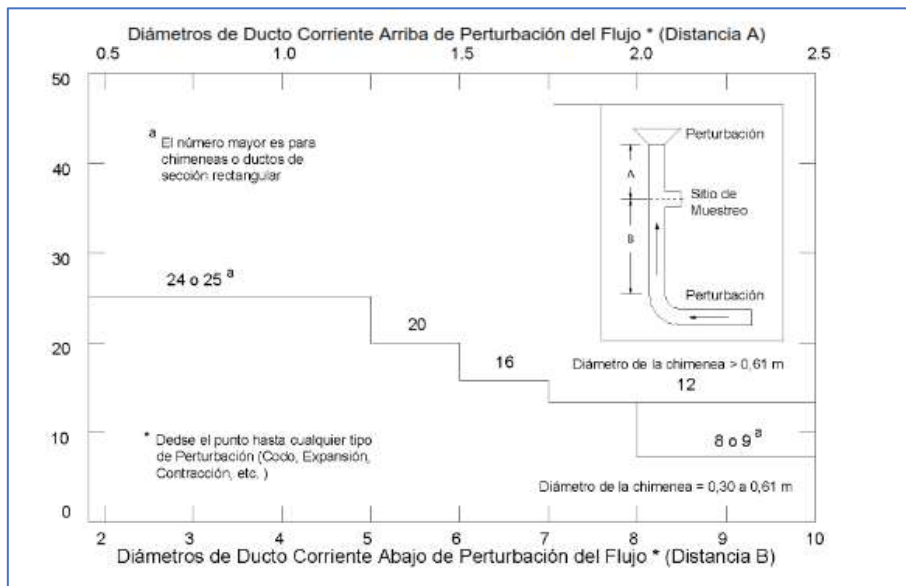 Diámetros de Ducto Corriente Arriba de Perturbación del Flujo * (Distancia A)
0.5 1.0 1.5 2.0 2.5
50
40
30
20
10
0
a El número mayor es para
chimeneas o ductos de
sección rectangular
Perturbación
A
Sitio de
Muestreo
B
Perturbación
24 o 25 a
20
16
Diámetro de la chimenea > 0,61 m
12
8 o 9 a
Diámetro de la chimenea = 0,30 a 0,61 m
* Dedse el punto hasta cualquier tipo
de Perturbación (Codo, Expansión,
Contracción, etc. )
2 3 4 5 6 7 8 9 10
Diámetros de Ducto Corriente Abajo de Perturbación del Flujo * (Distancia B)